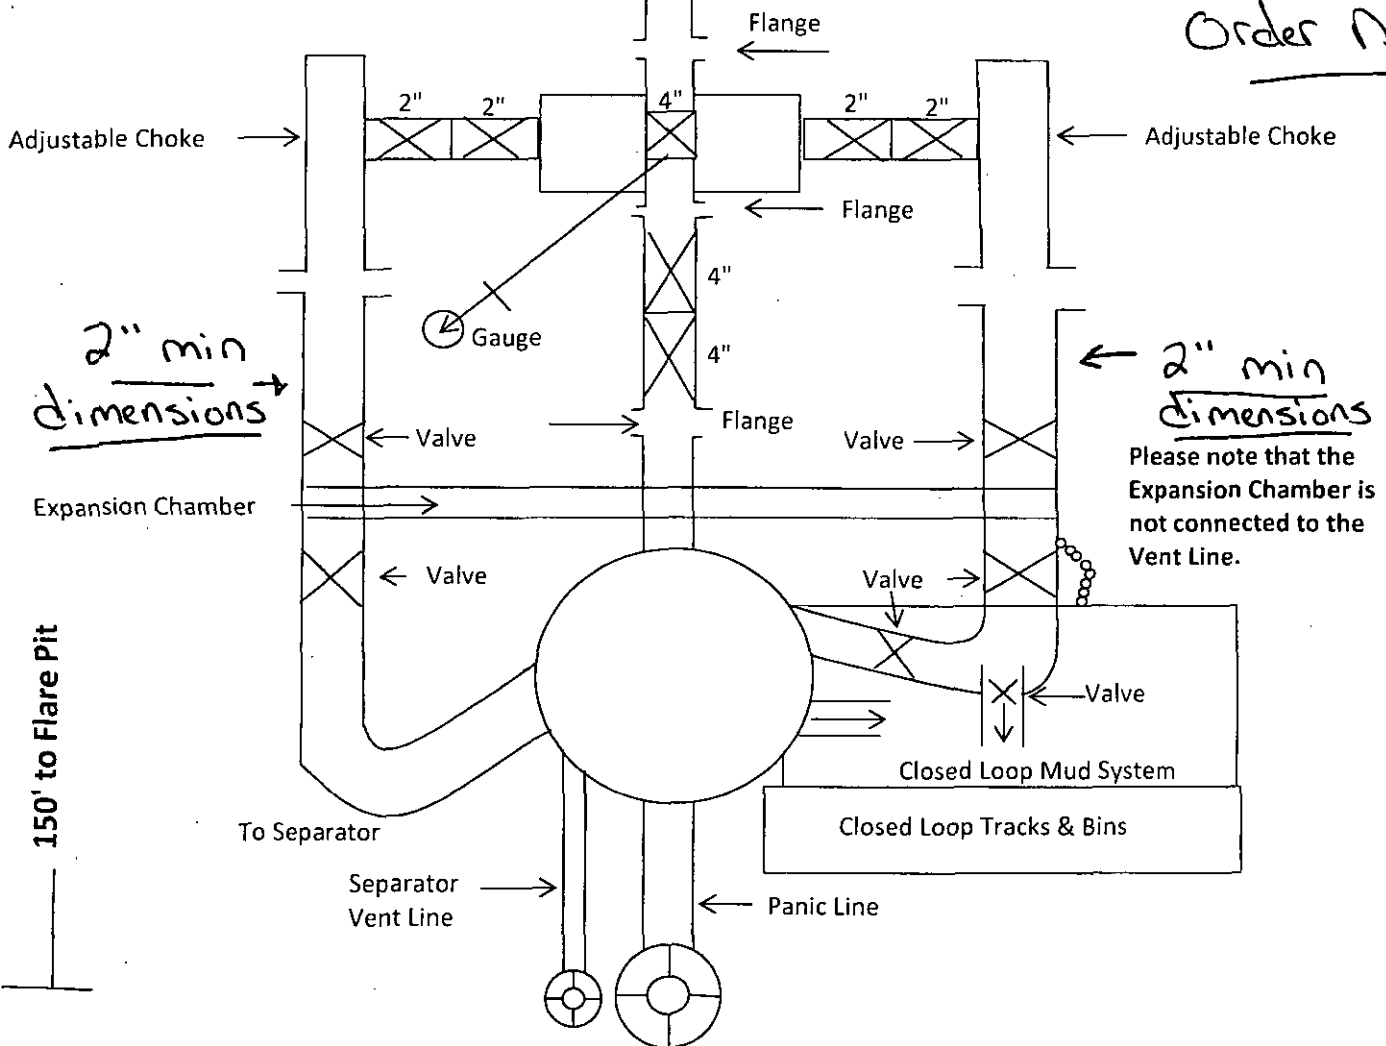 Order
Flange
2"
2"
4"
2"
2"
Adjustable Choke
Adjustable Choke
Flange
4"
Gauge
4"
2" min
dimensions
2" min
dimensions
Flange
Valve
Valve
Please note that the
Expansion Chamber is
not connected to the
Vent Line.
Expansion Chamber
Valve
Valve
150' to Flare Pit
Valve
Closed Loop Mud System
To Separator
Closed Loop Tracks & Bins
Separator
Vent Line
Panic Line